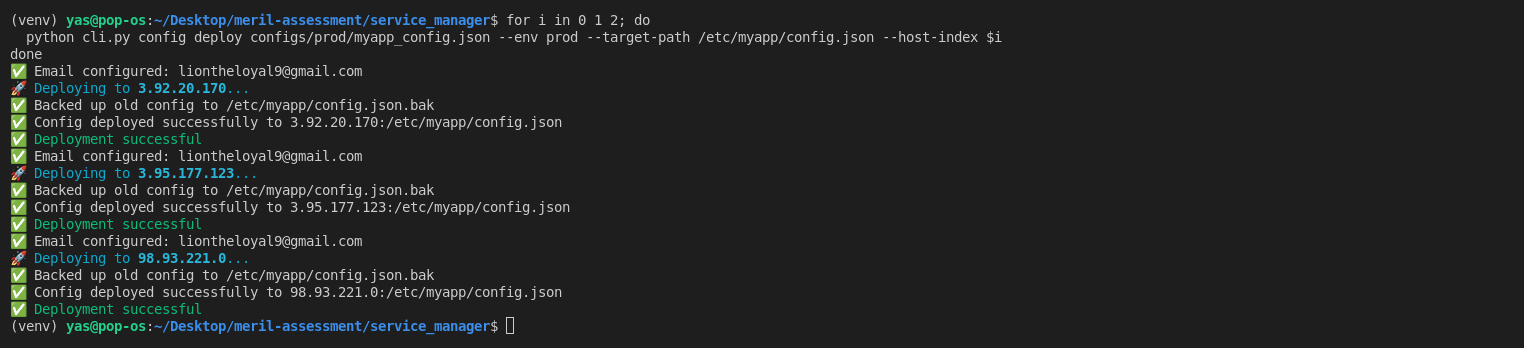 (venv) yas@pop-os:~/Desktop/meril-assessment/service_manager$ for i in 0 1 2; do
  python cli.py config deploy configs/prod/myapp_config.json --env prod --target-path /etc/myapp/config.json --host-index $i
done
✅ Email configured: liontheloyal9@gmail.com
🚀 Deploying to 3.92.20.170...
✅ Backed up old config to /etc/myapp/config.json.bak
✅ Config deployed successfully to 3.92.20.170:/etc/myapp/config.json
✅ Deployment successful
✅ Email configured: liontheloyal9@gmail.com
🚀 Deploying to 3.95.177.123...
✅ Backed up old config to /etc/myapp/config.json.bak
✅ Config deployed successfully to 3.95.177.123:/etc/myapp/config.json
✅ Deployment successful
✅ Email configured: liontheloyal9@gmail.com
🚀 Deploying to 98.93.221.0...
✅ Backed up old config to /etc/myapp/config.json.bak
✅ Config deployed successfully to 98.93.221.0:/etc/myapp/config.json
✅ Deployment successful
(venv) yas@pop-os:~/Desktop/meril-assessment/service_manager$